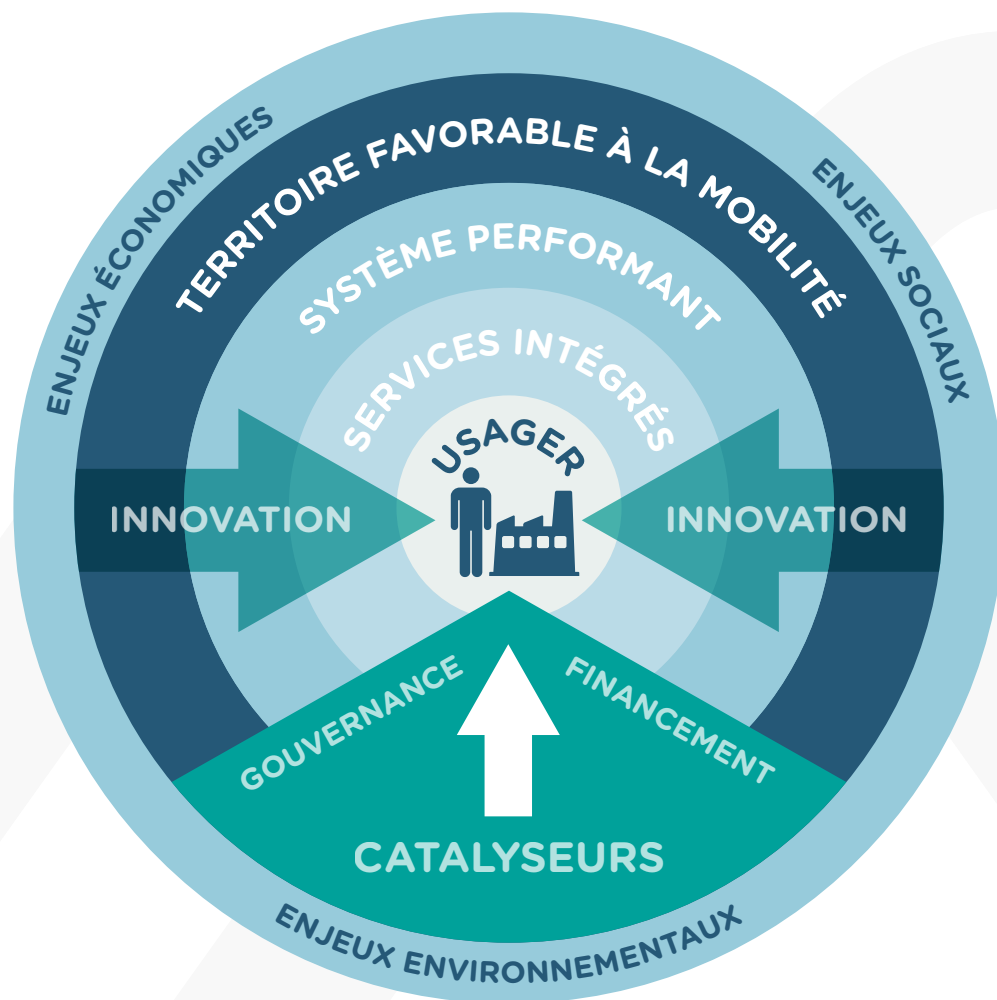 ENJEUX ÉCONOMIQUES
ENJEUX SOCIAUX
TERRITOIRE FAVORABLE À LA MOBILITÉ
SYSTÈME PERFORMANT
SERVICES INTÉGRÉS
USAGER
INNOVATION
INNOVATION
GOUVERNANCE
FINANCEMENT
CATALYSEURS
ENJEUX ENVIRONNEMENTAUX